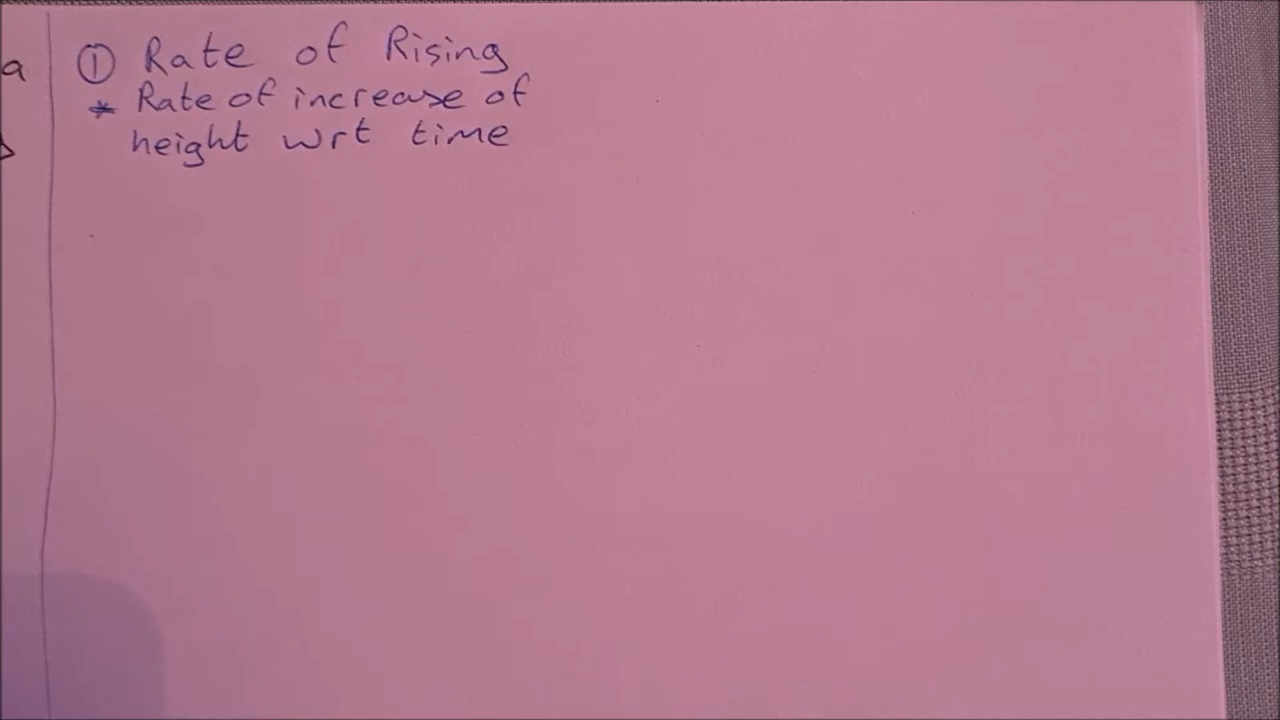 a
① Rate of Rising
* Rate of increase of
height wrt time